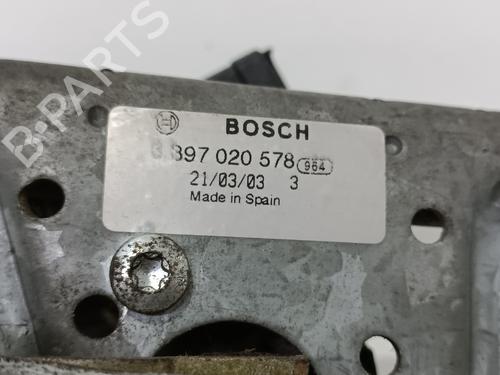 BOSCH
3 397 020 578 964
21/03/03 3
Made in Spain
B-PARTS